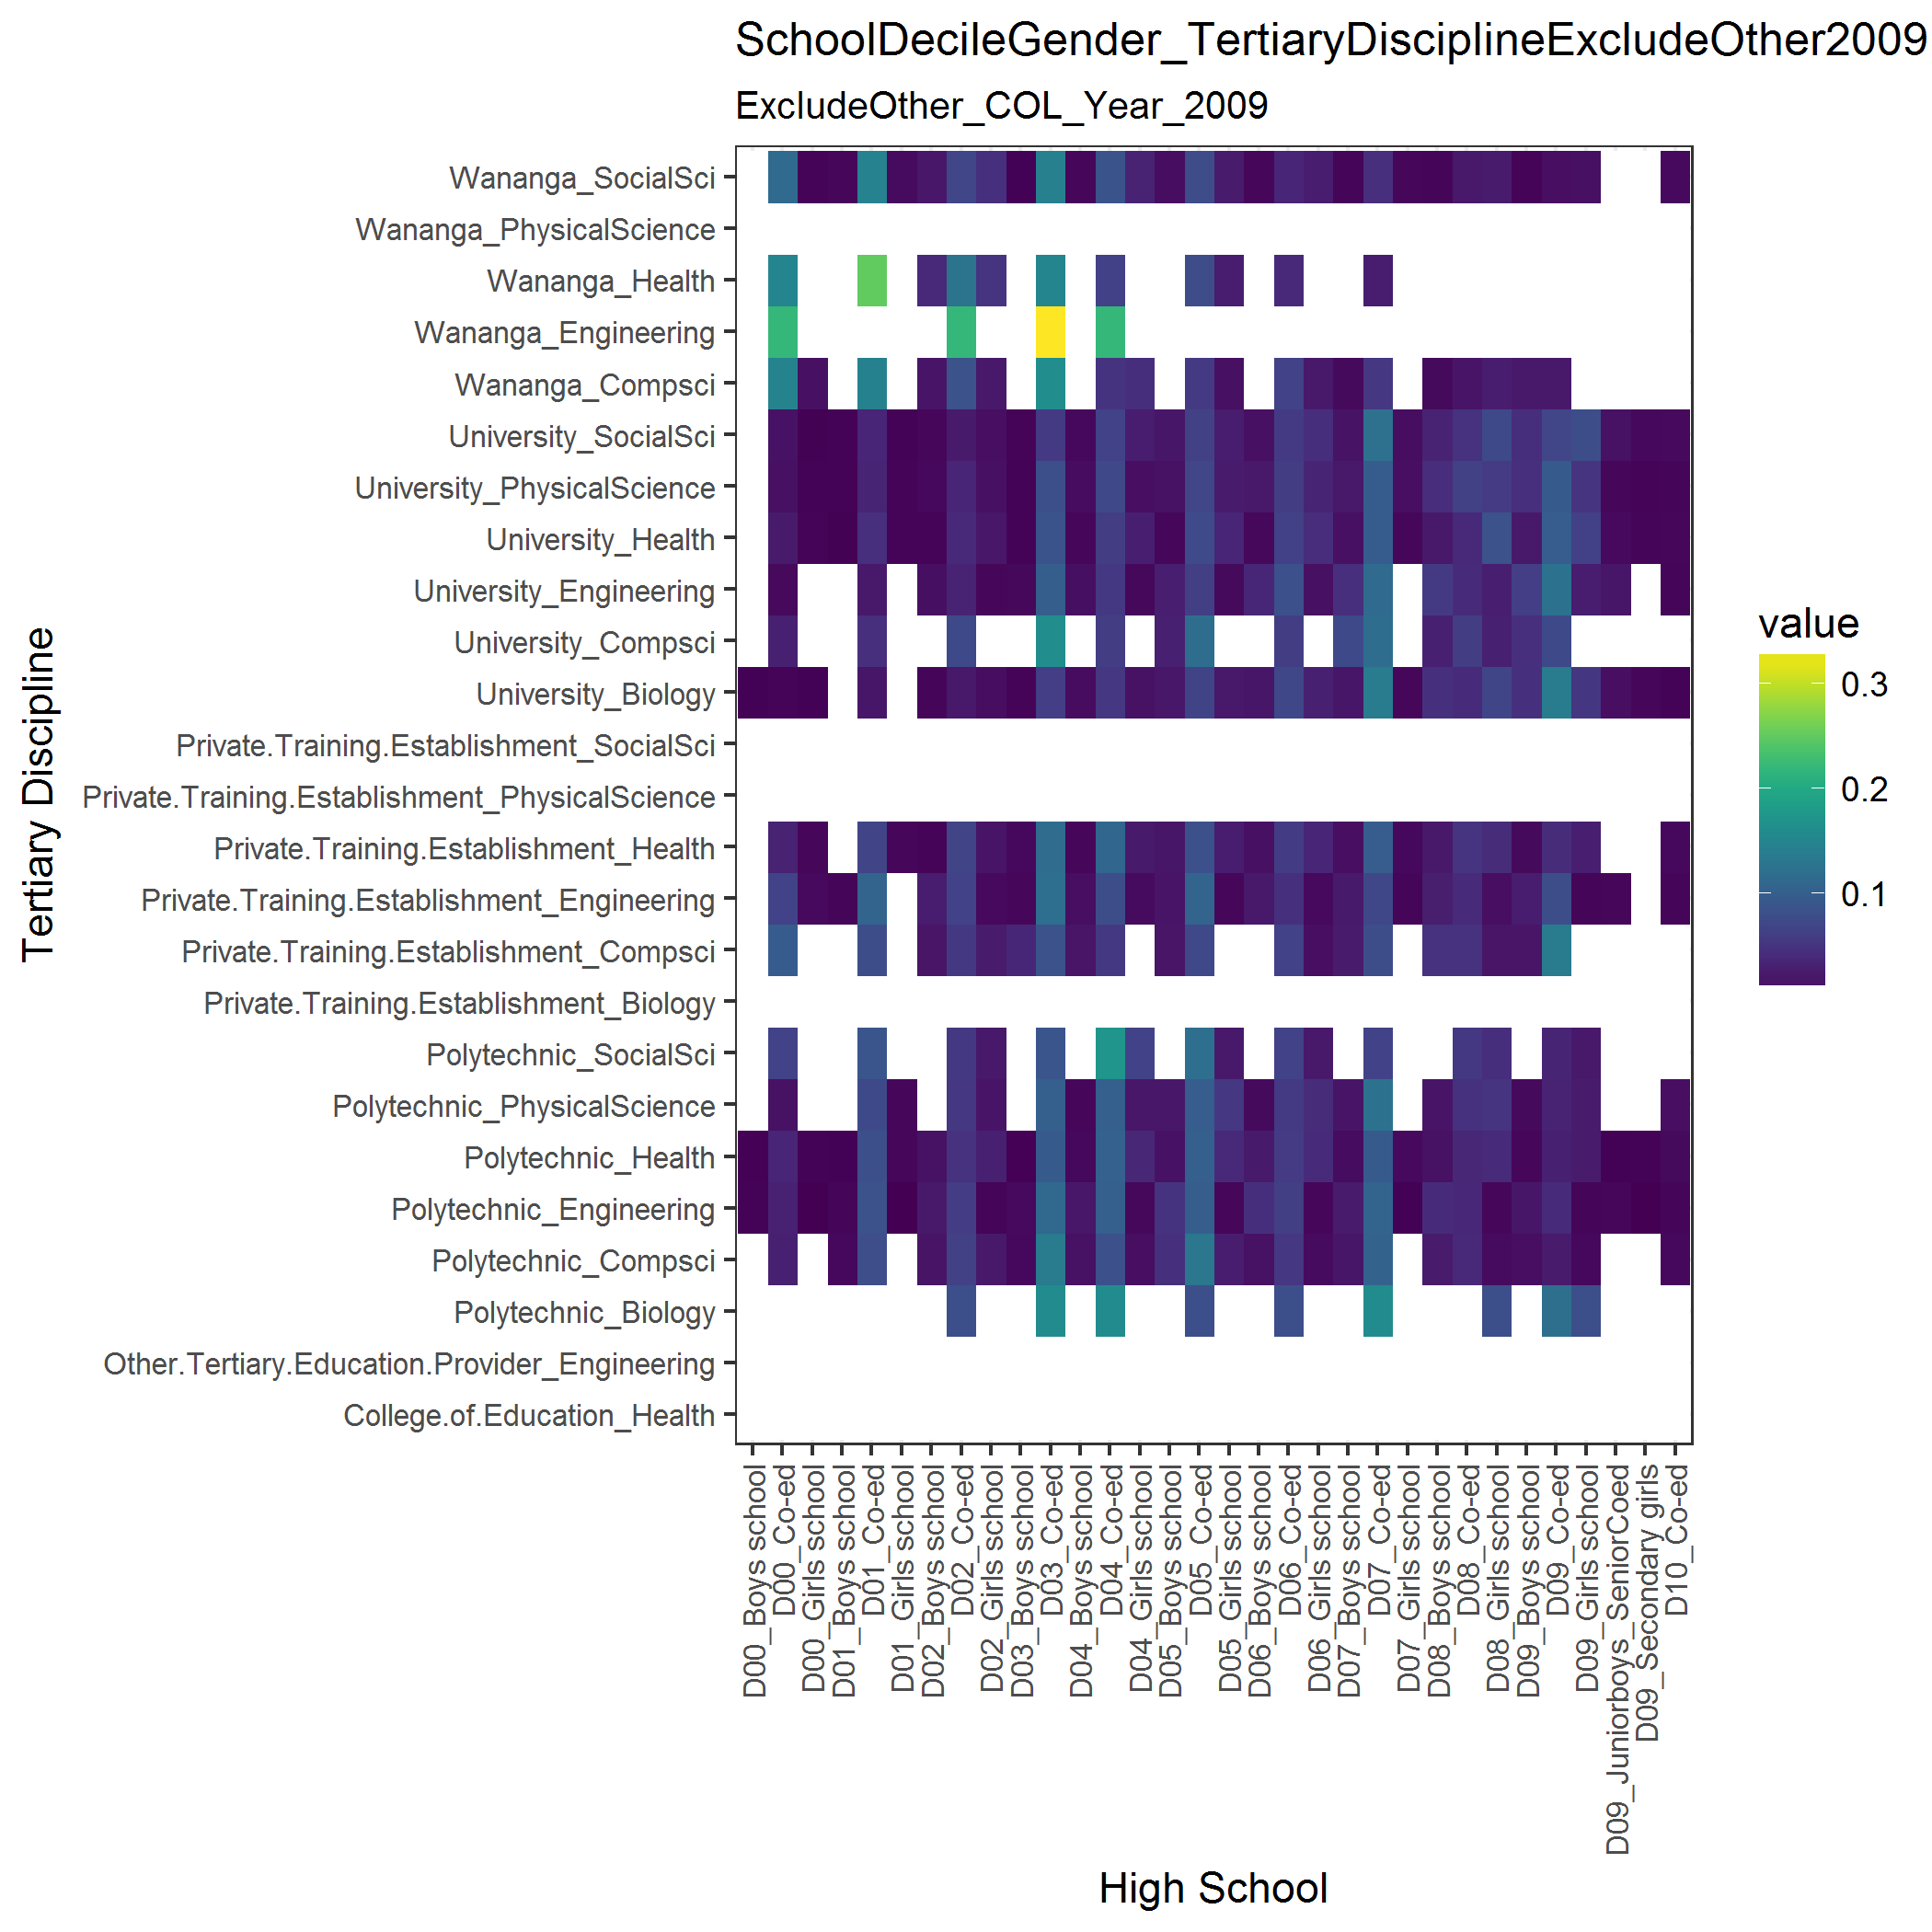 SchoolDecileGender_TertiaryDisciplineExcludeOther2009
ExcludeOther_COL_Year_2009
Tertiary Discipline
Wananga_SocialSci
Wananga_PhysicalScience
Wananga_Health
Wananga_Engineering
Wananga_Compsci
University_SocialSci
University_PhysicalScience
University_Health
University_Engineering
University_Compsci
University_Biology
Private.Training.Establishment_SocialSci
Private.Training.Establishment_PhysicalScience
Private.Training.Establishment_Health
Private.Training.Establishment_Engineering
Private.Training.Establishment_Compsci
Private.Training.Establishment_Biology
Polytechnic_SocialSci
Polytechnic_PhysicalScience
Polytechnic_Health
Polytechnic_Engineering
Polytechnic_Compsci
Polytechnic_Biology
Other.Tertiary.Education.Provider_Engineering
College.of.Education_Health
D00_Boys school
D00_Co-ed
D00_Girls school
D01_Boys school
D01_Co-ed
D01_Girls school
D02_Boys school
D02_Co-ed
D02_Girls school
D03_Boys school
D03_Co-ed
D04_Boys school
D04_Co-ed
D04_Girls school
D05_Boys school
D05_Co-ed
D05_Girls school
D06_Boys school
D06_Co-ed
D06_Girls school
D07_Boys school
D07_Co-ed
D07_Girls school
D08_Boys school
D08_Co-ed
D08_Girls school
D09_Boys school
D09_Co-ed
D09_Girls school
D09_Juniorboys_SeniorCoed
D09_Secondary girls
D10_Co-ed
High School
value
0.3
0.2
0.1